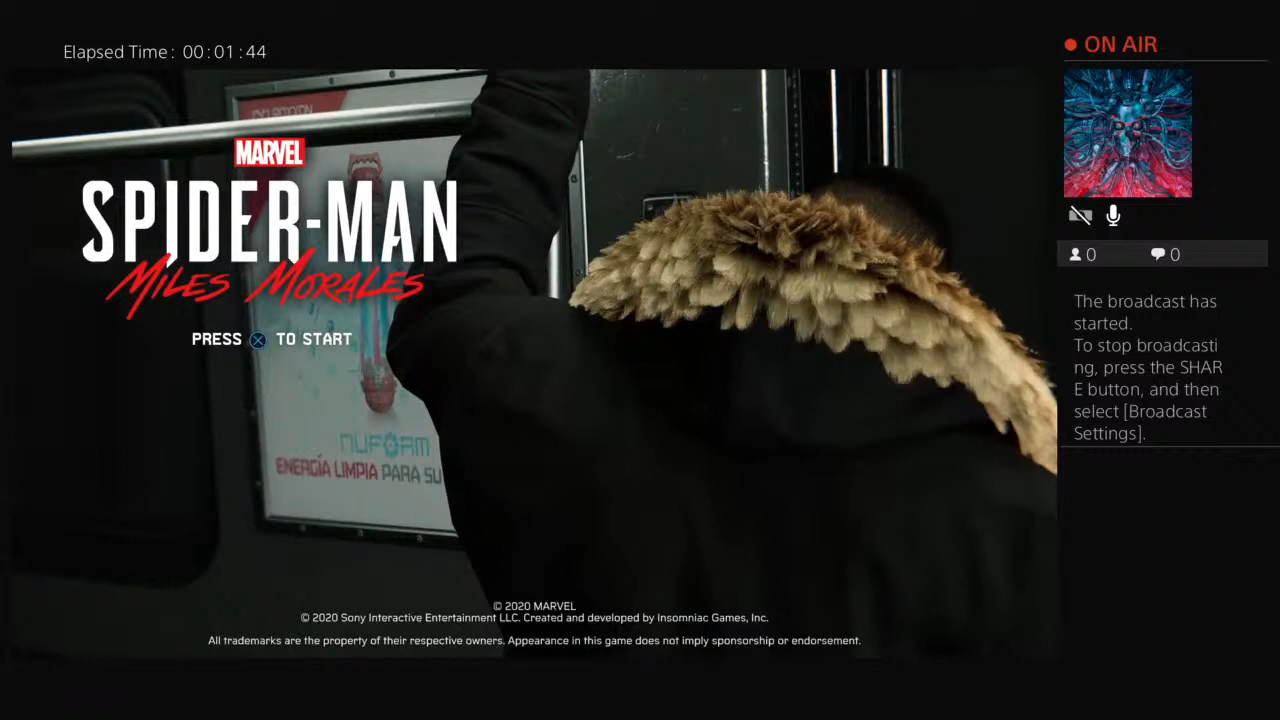 Elapsed Time: 00:01:44
ON AIR
MARVEL
SPIDER-MAN
MILES MORALES
PRESS TO START
NUFORM
ENERGÍA LIMPIA PARA SU
0 0
The broadcast has
started.
To stop broadcasti
ng, press the SHAR
E button, and then
select [Broadcast
Settings].
© 2020 MARVEL
© 2020 Sony Interactive Entertainment LLC. Created and developed by Insomniac Games, Inc.
All trademarks are the property of their respective owners. Appearance in this game does not imply sponsorship or endorsement.